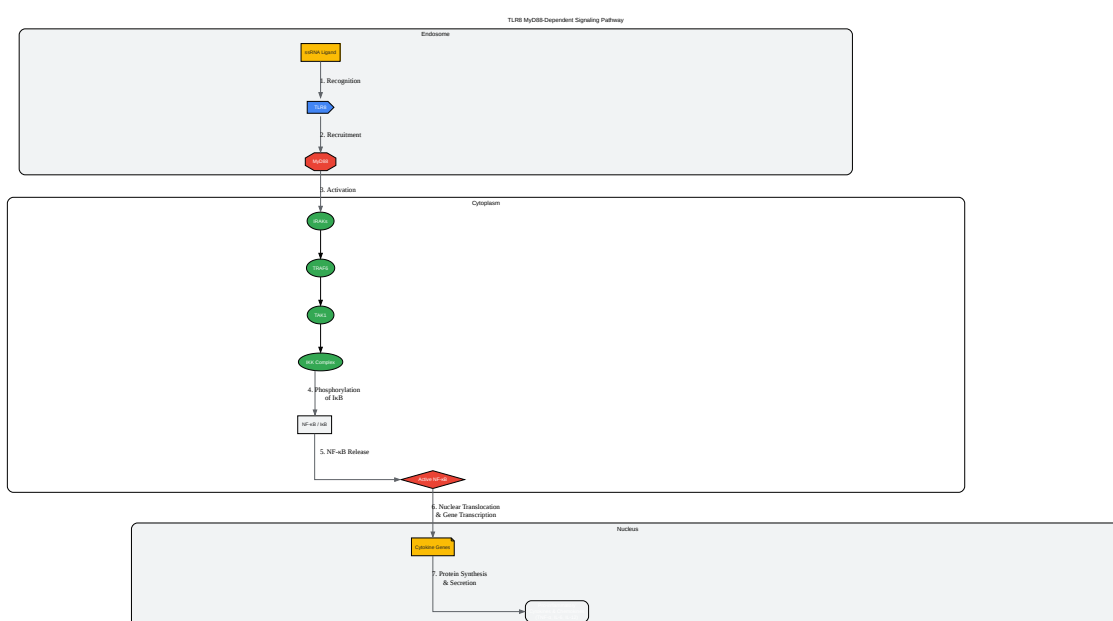 TLR8 MyD88-Dependent Signaling Pathway
Endosome
ssRNA Ligand
1. Recognition
TLR8
2. Recruitment
MyD88
3. Activation
Cytoplasm
IRAK4
TRAF6
TAK1
IKK Complex
4. Phosphorylation
of IκB
NF-κB / IκB
5. NF-κB Release
Active NF-κB
6. Nuclear Translocation
& Gene Transcription
Nucleus
Cytokine Genes
7. Protein Synthesis
& Secretion